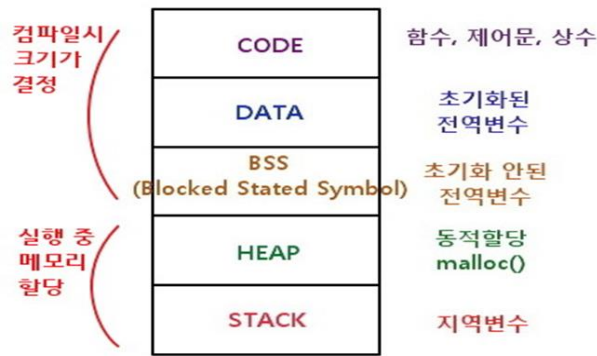 컴파일시
크기가
결정
CODE
함수, 제어문, 상수
DATA
초기화된
전역변수
BSS
(Blocked Stated Symbol)
초기화 안된
전역변수
실행 중
메모리
할당
HEAP
동적할당
malloc()
STACK
지역변수